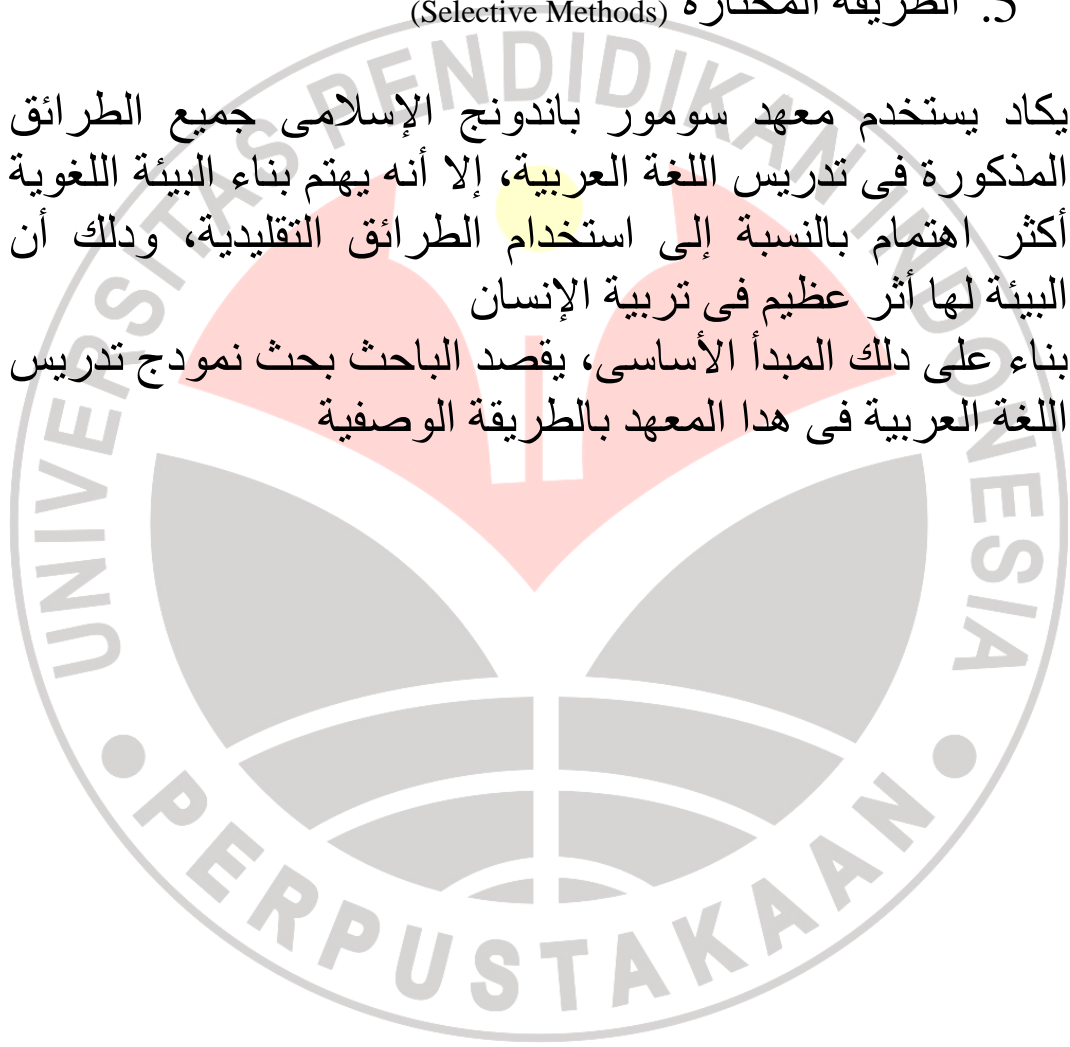 5. الطريقة المختارة (Selective Methods)
يكاد يستخدم معهد سومور باندونج الإسلامى جميع الطرائق
المذكورة فى تدريس اللغة العربية، إلا أنه يهتم بناء البيئة اللغوية
أكثر اهتمام بالنسبة إلى استخدام الطرائق التقليدية، ودلك أن
البيئة لها أثر عظيم فى تربية الإنسان
بناء على دلك المبدأ الأساسى، يقصد الباحث بحث نمودج تدريس
اللغة العربية فى هدا المعهد بالطريقة الوصفية
UNIVERSITAS PENDIDIKAN INDONESIA
PERPUSTAKAAN